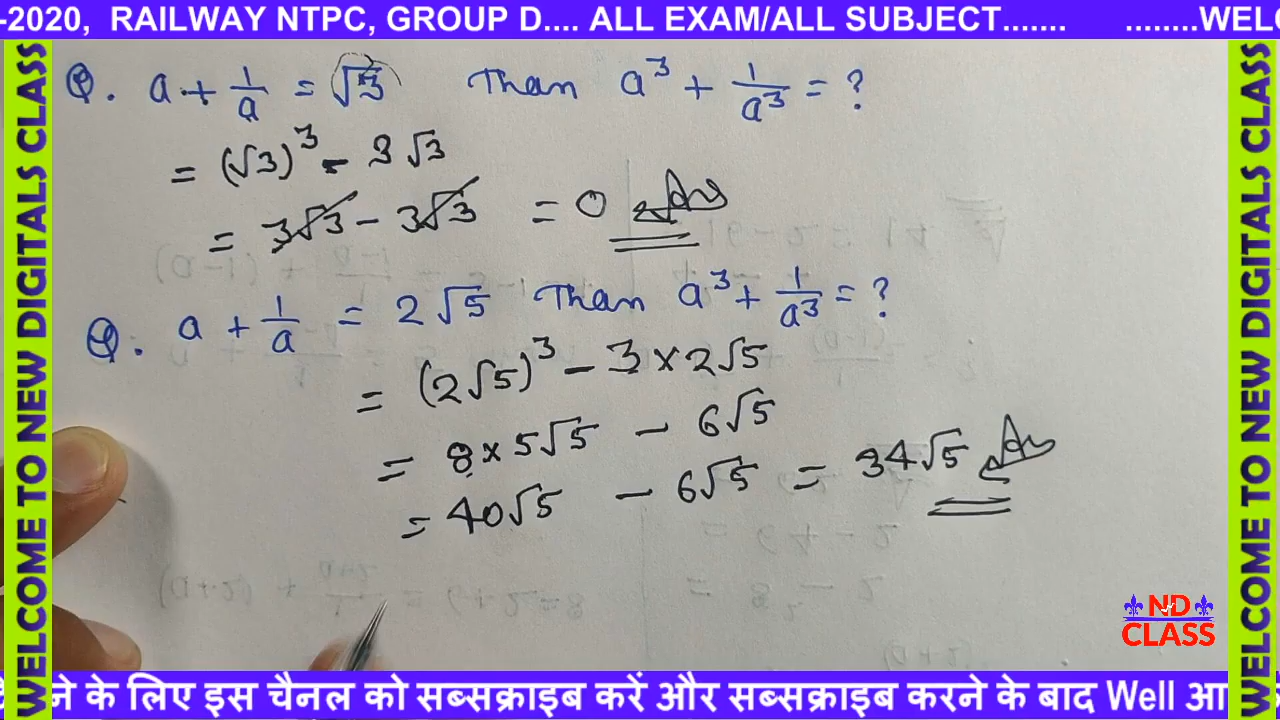 -2020, RAILWAY NTPC, GROUP D.... ALL EXAM/ALL SUBJECT....... ........WELC
WELCOME TO NEW DIGITALS CLASS
Q. a + 1/a = √3 Than a³ + 1/a³ = ?
= (√3)³ - 3√3
= 3√3 - 3√3 = 0 Ans
Q. a + 1/a = 2√5 Than a³ + 1/a³ = ?
= (2√5)³ - 3×2√5
= 8×5√5 - 6√5
= 40√5 - 6√5 = 34√5 Ans
WELCOME TO NEW DIGITALS CLASS
ND
CLASS
ने के लिए इस चैनल को सब्सक्राइब करें और सब्सक्राइब करने के बाद Well आ